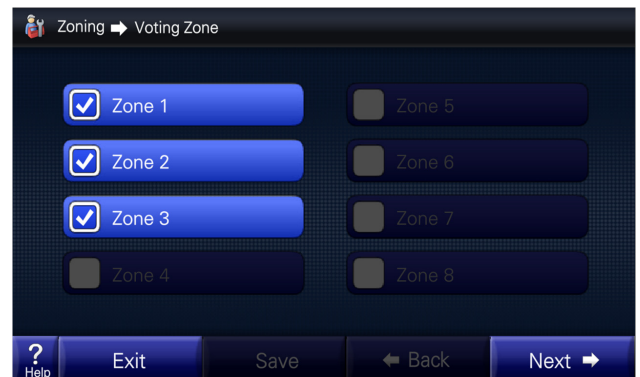 Zoning ➡ Voting Zone
Zone 1
Zone 2
Zone 3
Zone 4
Zone 5
Zone 6
Zone 7
Zone 8
?
Help
Exit
Save
⬅ Back
Next ➡